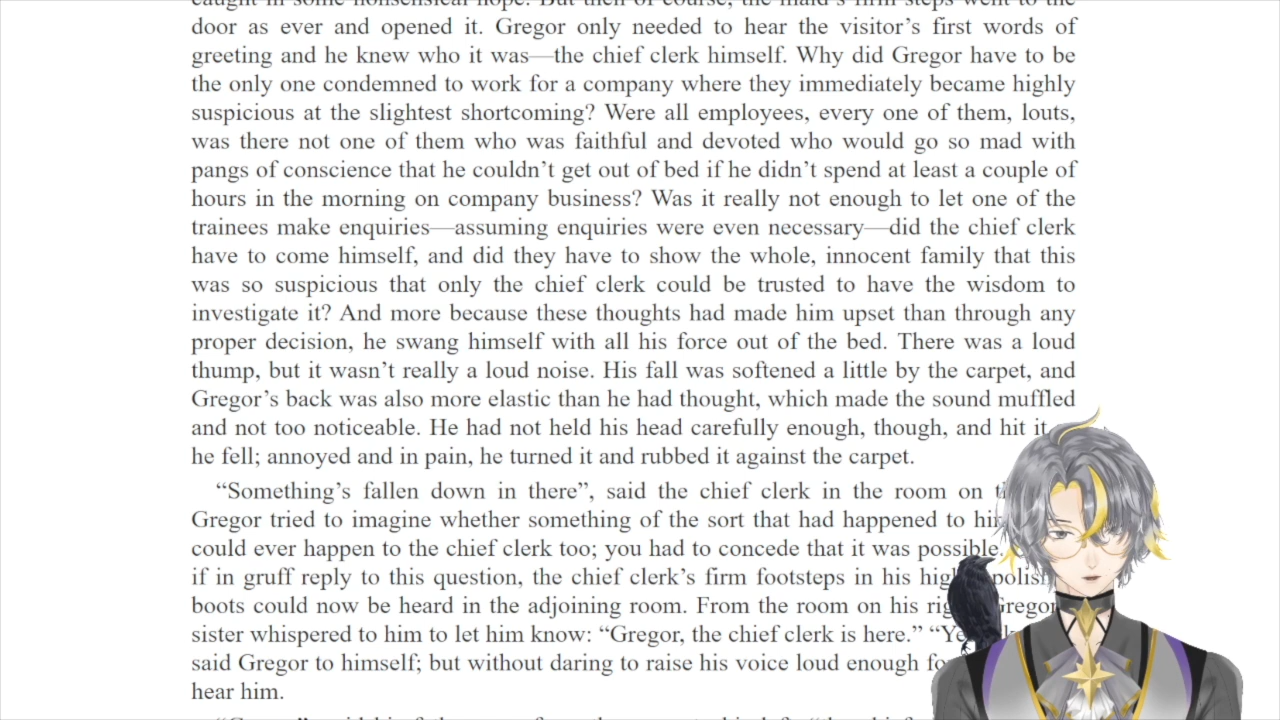 caught in some nonsensical hope. But then of course, the maid's firm steps went to the
door as ever and opened it. Gregor only needed to hear the visitor’s first words of
greeting and he knew who it was—the chief clerk himself. Why did Gregor have to be
the only one condemned to work for a company where they immediately became highly
suspicious at the slightest shortcoming? Were all employees, every one of them, louts,
was there not one of them who was faithful and devoted who would go so mad with
pangs of conscience that he couldn’t get out of bed if he didn’t spend at least a couple of
hours in the morning on company business? Was it really not enough to let one of the
trainees make enquiries—assuming enquiries were even necessary—did the chief clerk
have to come himself, and did they have to show the whole, innocent family that this
was so suspicious that only the chief clerk could be trusted to have the wisdom to
investigate it? And more because these thoughts had made him upset than through any
proper decision, he swang himself with all his force out of the bed. There was a loud
thump, but it wasn’t really a loud noise. His fall was softened a little by the carpet, and
Gregor’s back was also more elastic than he had thought, which made the sound muffled
and not too noticeable. He had not held his head carefully enough, though, and hit it
he fell; annoyed and in pain, he turned it and rubbed it against the carpet.
“Something’s fallen down in there”, said the chief clerk in the room on
Gregor tried to imagine whether something of the sort that had happened to
could ever happen to the chief clerk too; you had to concede that it was possible.
if in gruff reply to this question, the chief clerk’s firm footsteps in his
boots could now be heard in the adjoining room. From the room on his
sister whispered to him to let him know: “Gregor, the chief clerk is here.”
said Gregor to himself; but without daring to raise his voice loud enough
hear him.